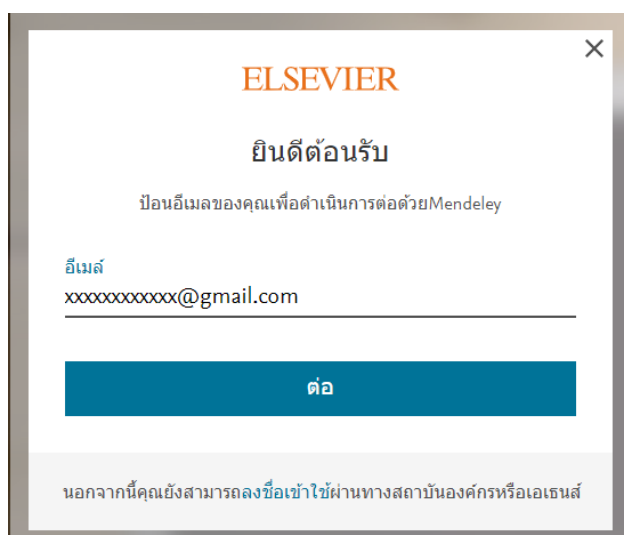 ELSEVIER
ยินดีต้อนรับ
ป้อนอีเมลของคุณเพื่อดำเนินการต่อด้วยMendeley
อีเมล์
xxxxxxxxxxxx@gmail.com
ต่อ
นอกจากนี้คุณยังสามารถลงชื่อเข้าใช้ผ่านทางสถาบันองค์กรหรือเอเธนส์